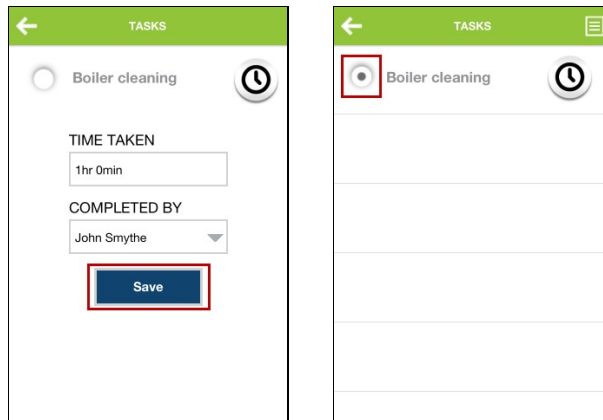 TASKS
Boiler cleaning
TIME TAKEN
1hr 0min
COMPLETED BY
John Smythe
Save
TASKS
Boiler cleaning